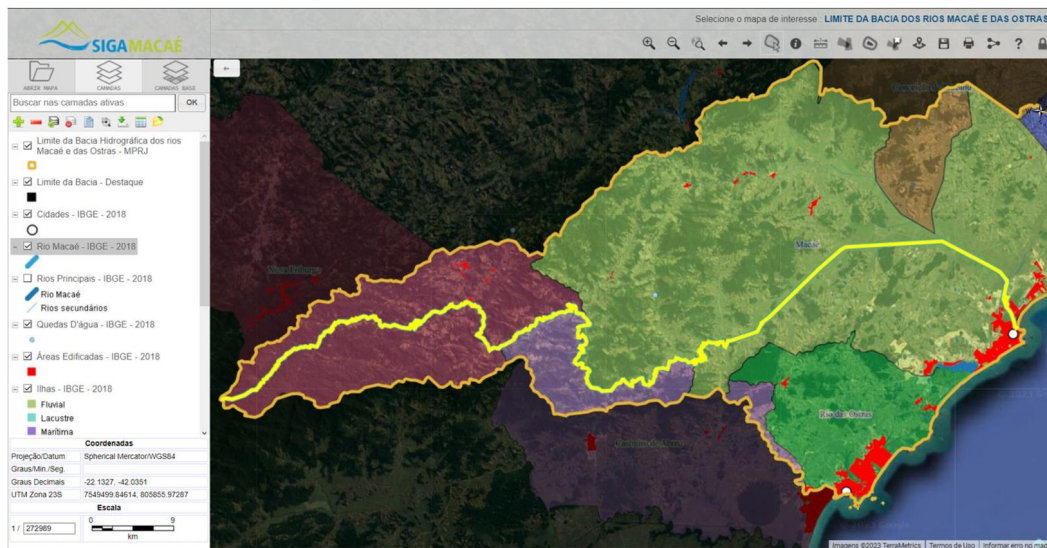 Selecione o mapa de interesse LIMITE DA BACIA DOS RIOS MACAÉ E DAS OSTRAS
SIGAMACAÉ
ABRIR MAPA
CAMADAS
CAMADAS BASE
Buscar nas camadas ativas
OK
Limite da Bacia Hidrográfica dos rios
Macaé e das Ostras - MPRJ
Limite da Bacia - Destaque
Cidades - IBGE - 2018
Rio Macaé - IBGE - 2018
Rios Principais - IBGE - 2018
Rio Macaé
Rios secundários
Quedas D'água - IBGE - 2018
Áreas Edificadas - IBGE - 2018
Ilhas - IBGE - 2018
Fluvial
Lacustre
Marítima
Coordenadas
Projeção/Datum Spherical Mercator/WGS84
Graus/Min./Seg.
Graus Decimais -22.1327, -42.0351
UTM Zona 23S 7549499.84614, 805855.97287
Escala
1 / 272989
0 9
km
Macaé
Rio das Ostras
Imagens ©2023 TerraMetrics Termos de Uso Informar erro no mapa